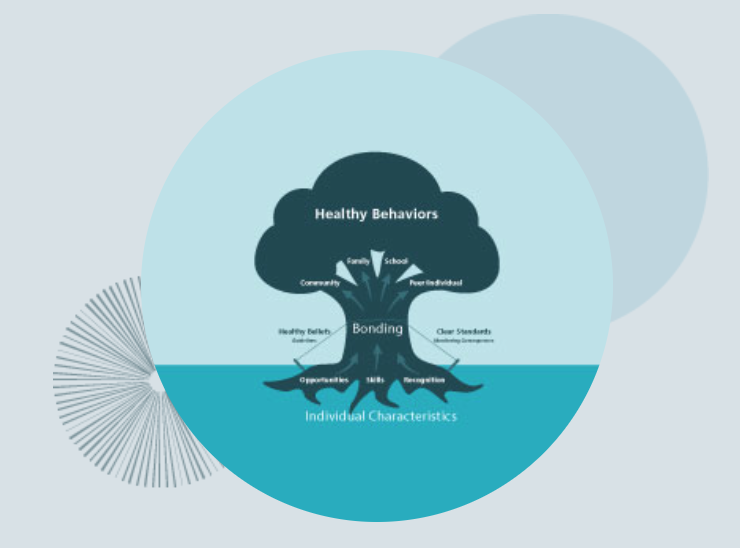 Healthy Behaviors
Family School
Community Peer/Individual
Bonding
Healthy Beliefs Clear Standards
Opportunities Skills Recognition
Individual Characteristics